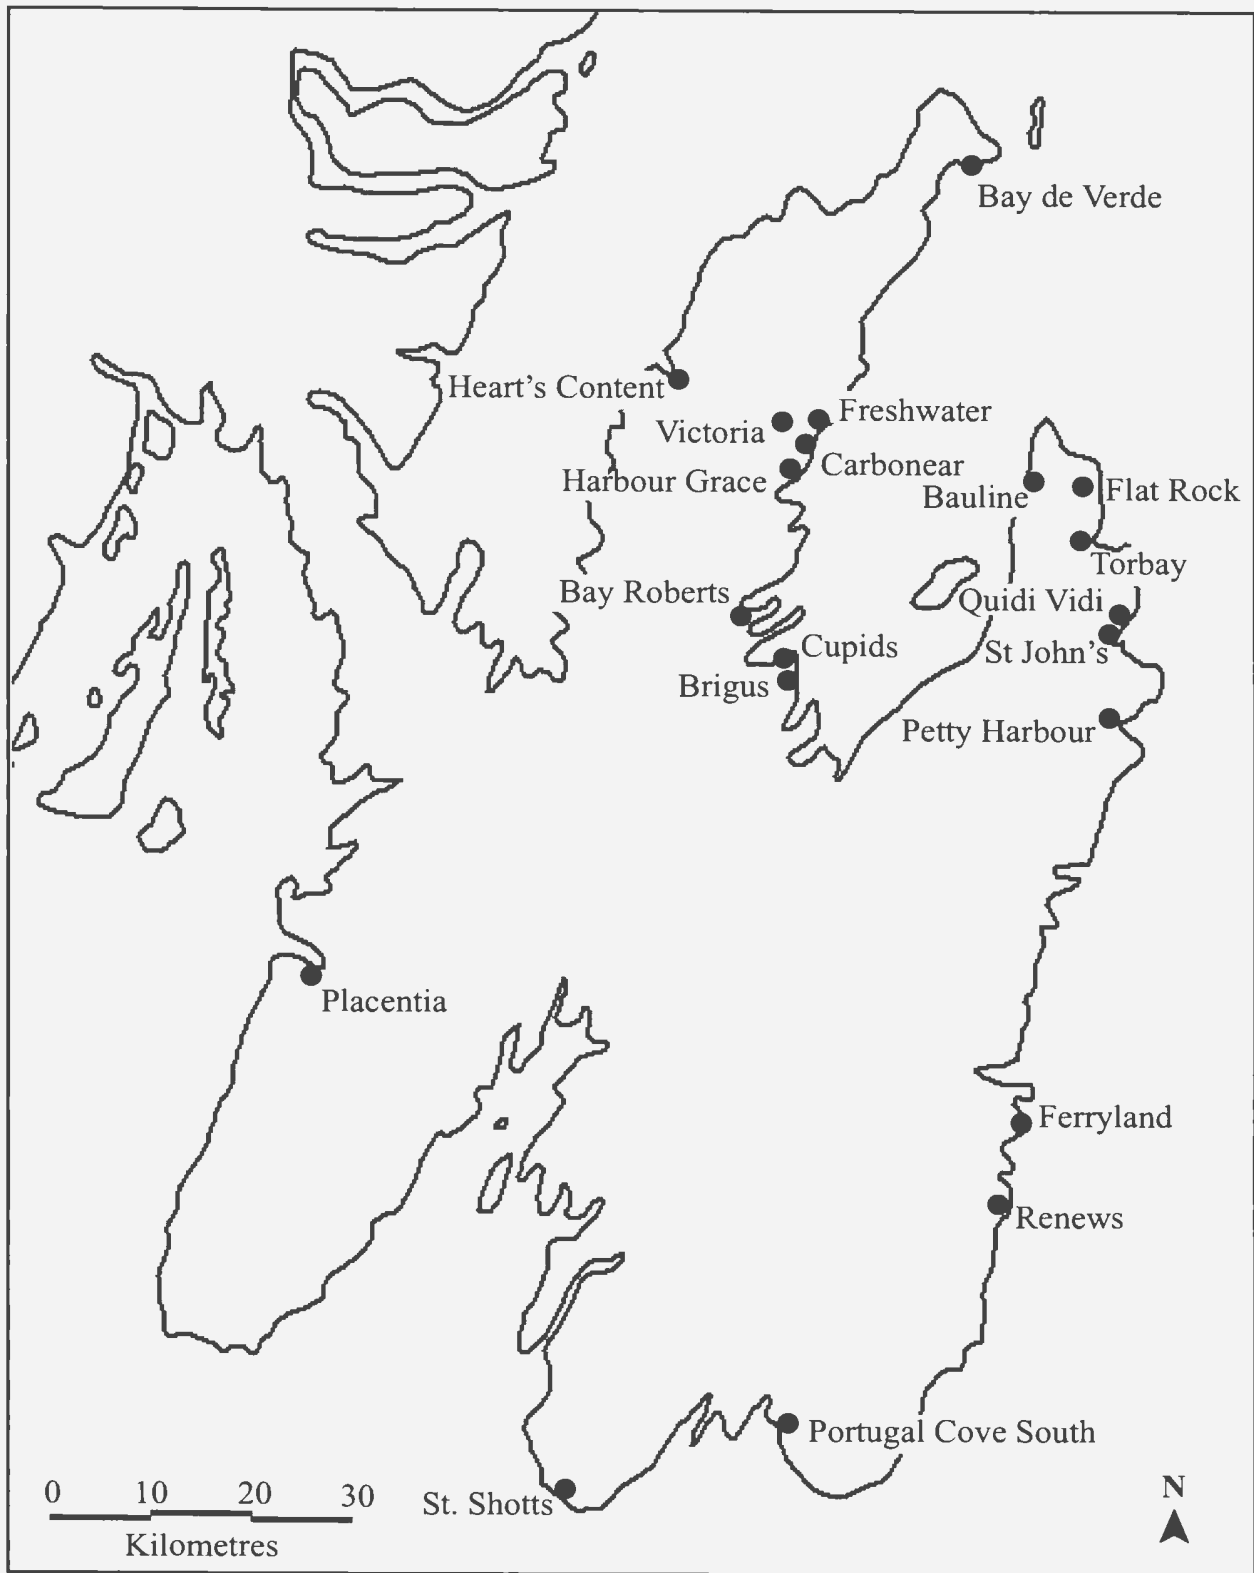 Bay de Verde
Heart's Content
Freshwater
Victoria
Carbonear
Harbour Grace
Bauline
Flat Rock
Torbay
Bay Roberts
Quidi Vidi
Cupids
St John's
Brigus
Petty Harbour
Placentia
Ferryland
Renews
Portugal Cove South
St. Shotts
0 10 20 30
Kilometres
N